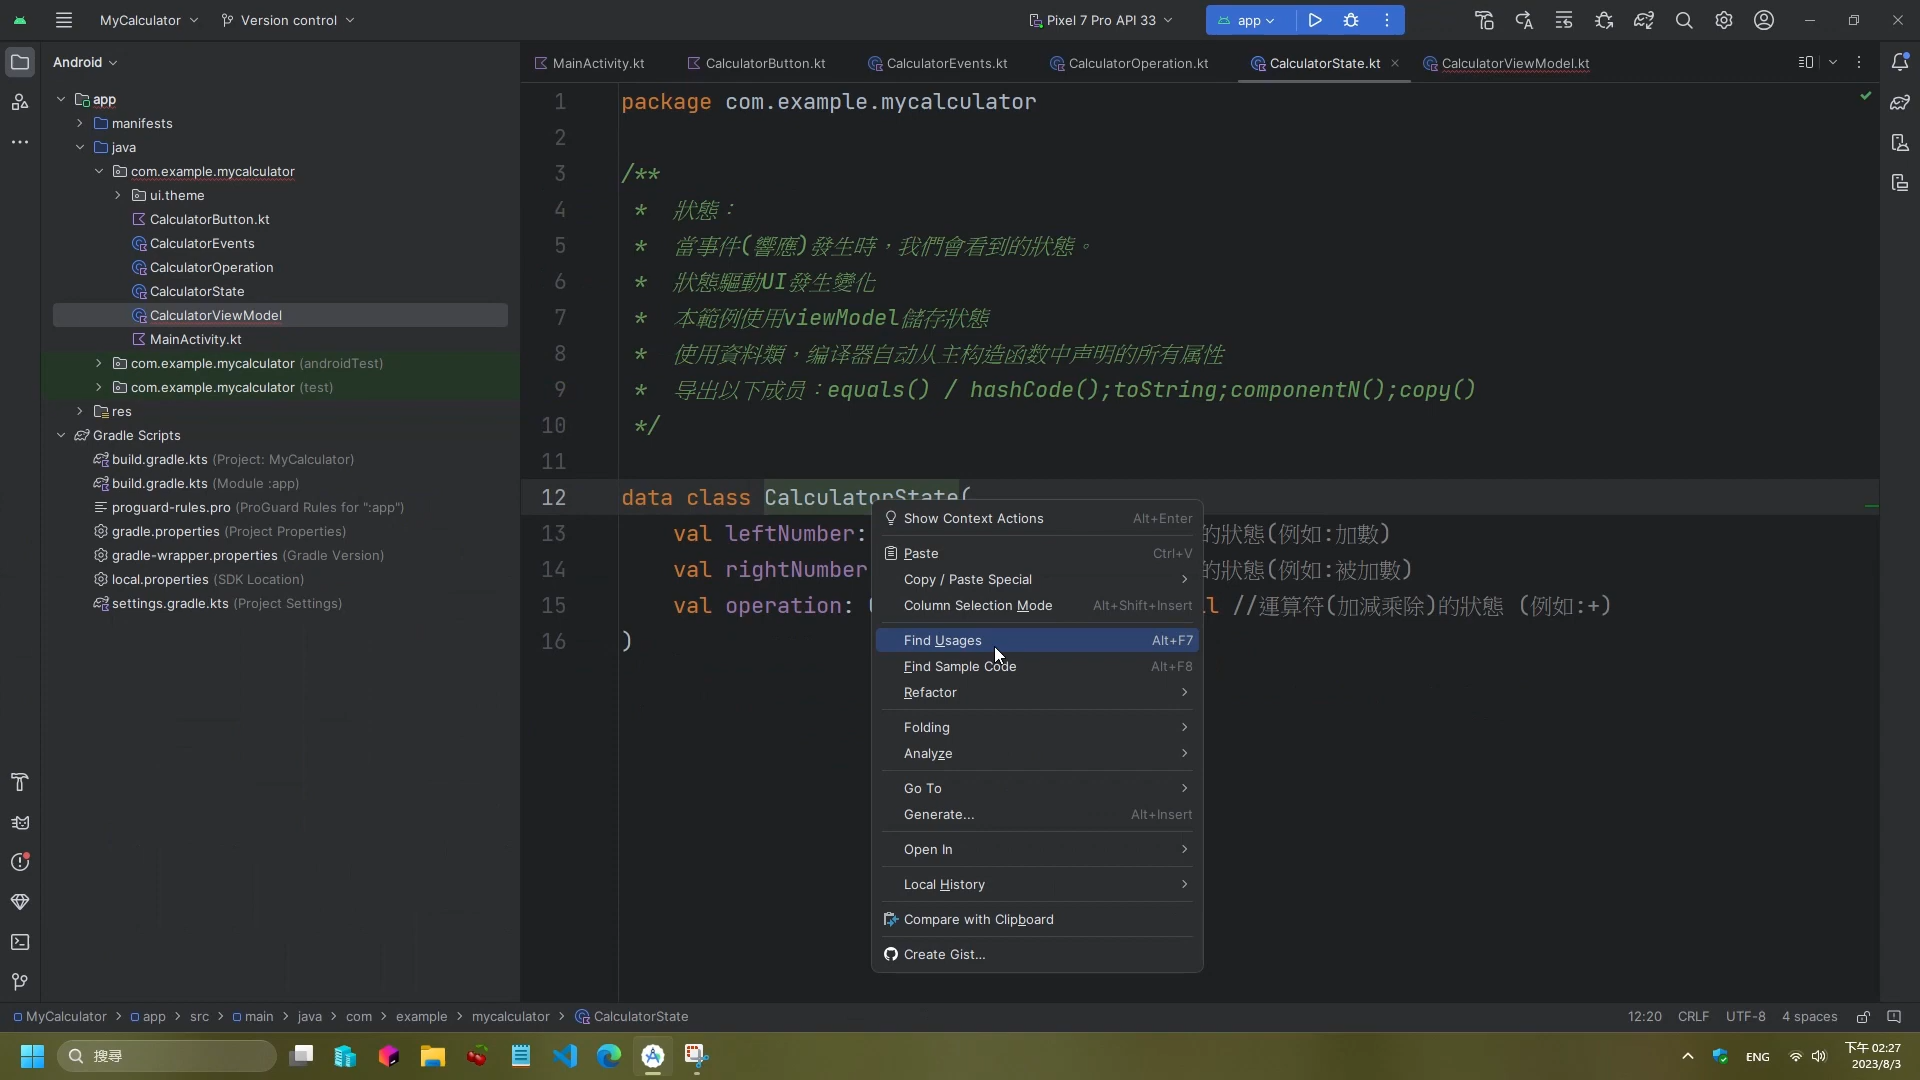 MyCalculator
Version control
Pixel 7 Pro API 33
app
Android
MainActivity.kt
CalculatorButton.kt
CalculatorEvents.kt
CalculatorOperation.kt
CalculatorState.kt
CalculatorViewModel.kt
app
manifests
java
com.example.mycalculator
ui.theme
CalculatorButton.kt
CalculatorEvents
CalculatorOperation
CalculatorState
CalculatorViewModel
MainActivity.kt
com.example.mycalculator (androidTest)
com.example.mycalculator (test)
res
Gradle Scripts
build.gradle.kts (Project: MyCalculator)
build.gradle.kts (Module :app)
proguard-rules.pro (ProGuard Rules for ":app")
gradle.properties (Project Properties)
gradle-wrapper.properties (Gradle Version)
local.properties (SDK Location)
settings.gradle.kts (Project Settings)
1 package com.example.mycalculator
2
3 /**
4 * 狀態：
5 * 當事件(響應)發生時，我們會看到的狀態。
6 * 狀態驅動UI發生變化
7 * 本範例使用viewModel儲存狀態
8 * 使用資料類，编译器自动从主构造函数中声明的所有属性
9 * 导出以下成员：equals() / hashCode();toString;componentN();copy()
10 */
11
12 data class CalculatorState(
13 val leftNumber: 的狀態(例如:加數)
14 val rightNumber 的狀態(例如:被加數)
15 val operation: l //運算符(加減乘除)的狀態 (例如:+)
16 )
Show Context Actions Alt+Enter
Paste Ctrl+V
Copy / Paste Special
Column Selection Mode Alt+Shift+Insert
Find Usages Alt+F7
Find Sample Code Alt+F8
Refactor
Folding
Analyze
Go To
Generate... Alt+Insert
Open In
Local History
Compare with Clipboard
Create Gist...
MyCalculator > app > src > main > java > com > example > mycalculator > CalculatorState
12:20 CRLF UTF-8 4 spaces
搜尋
ENG
下午 02:27
2023/8/3